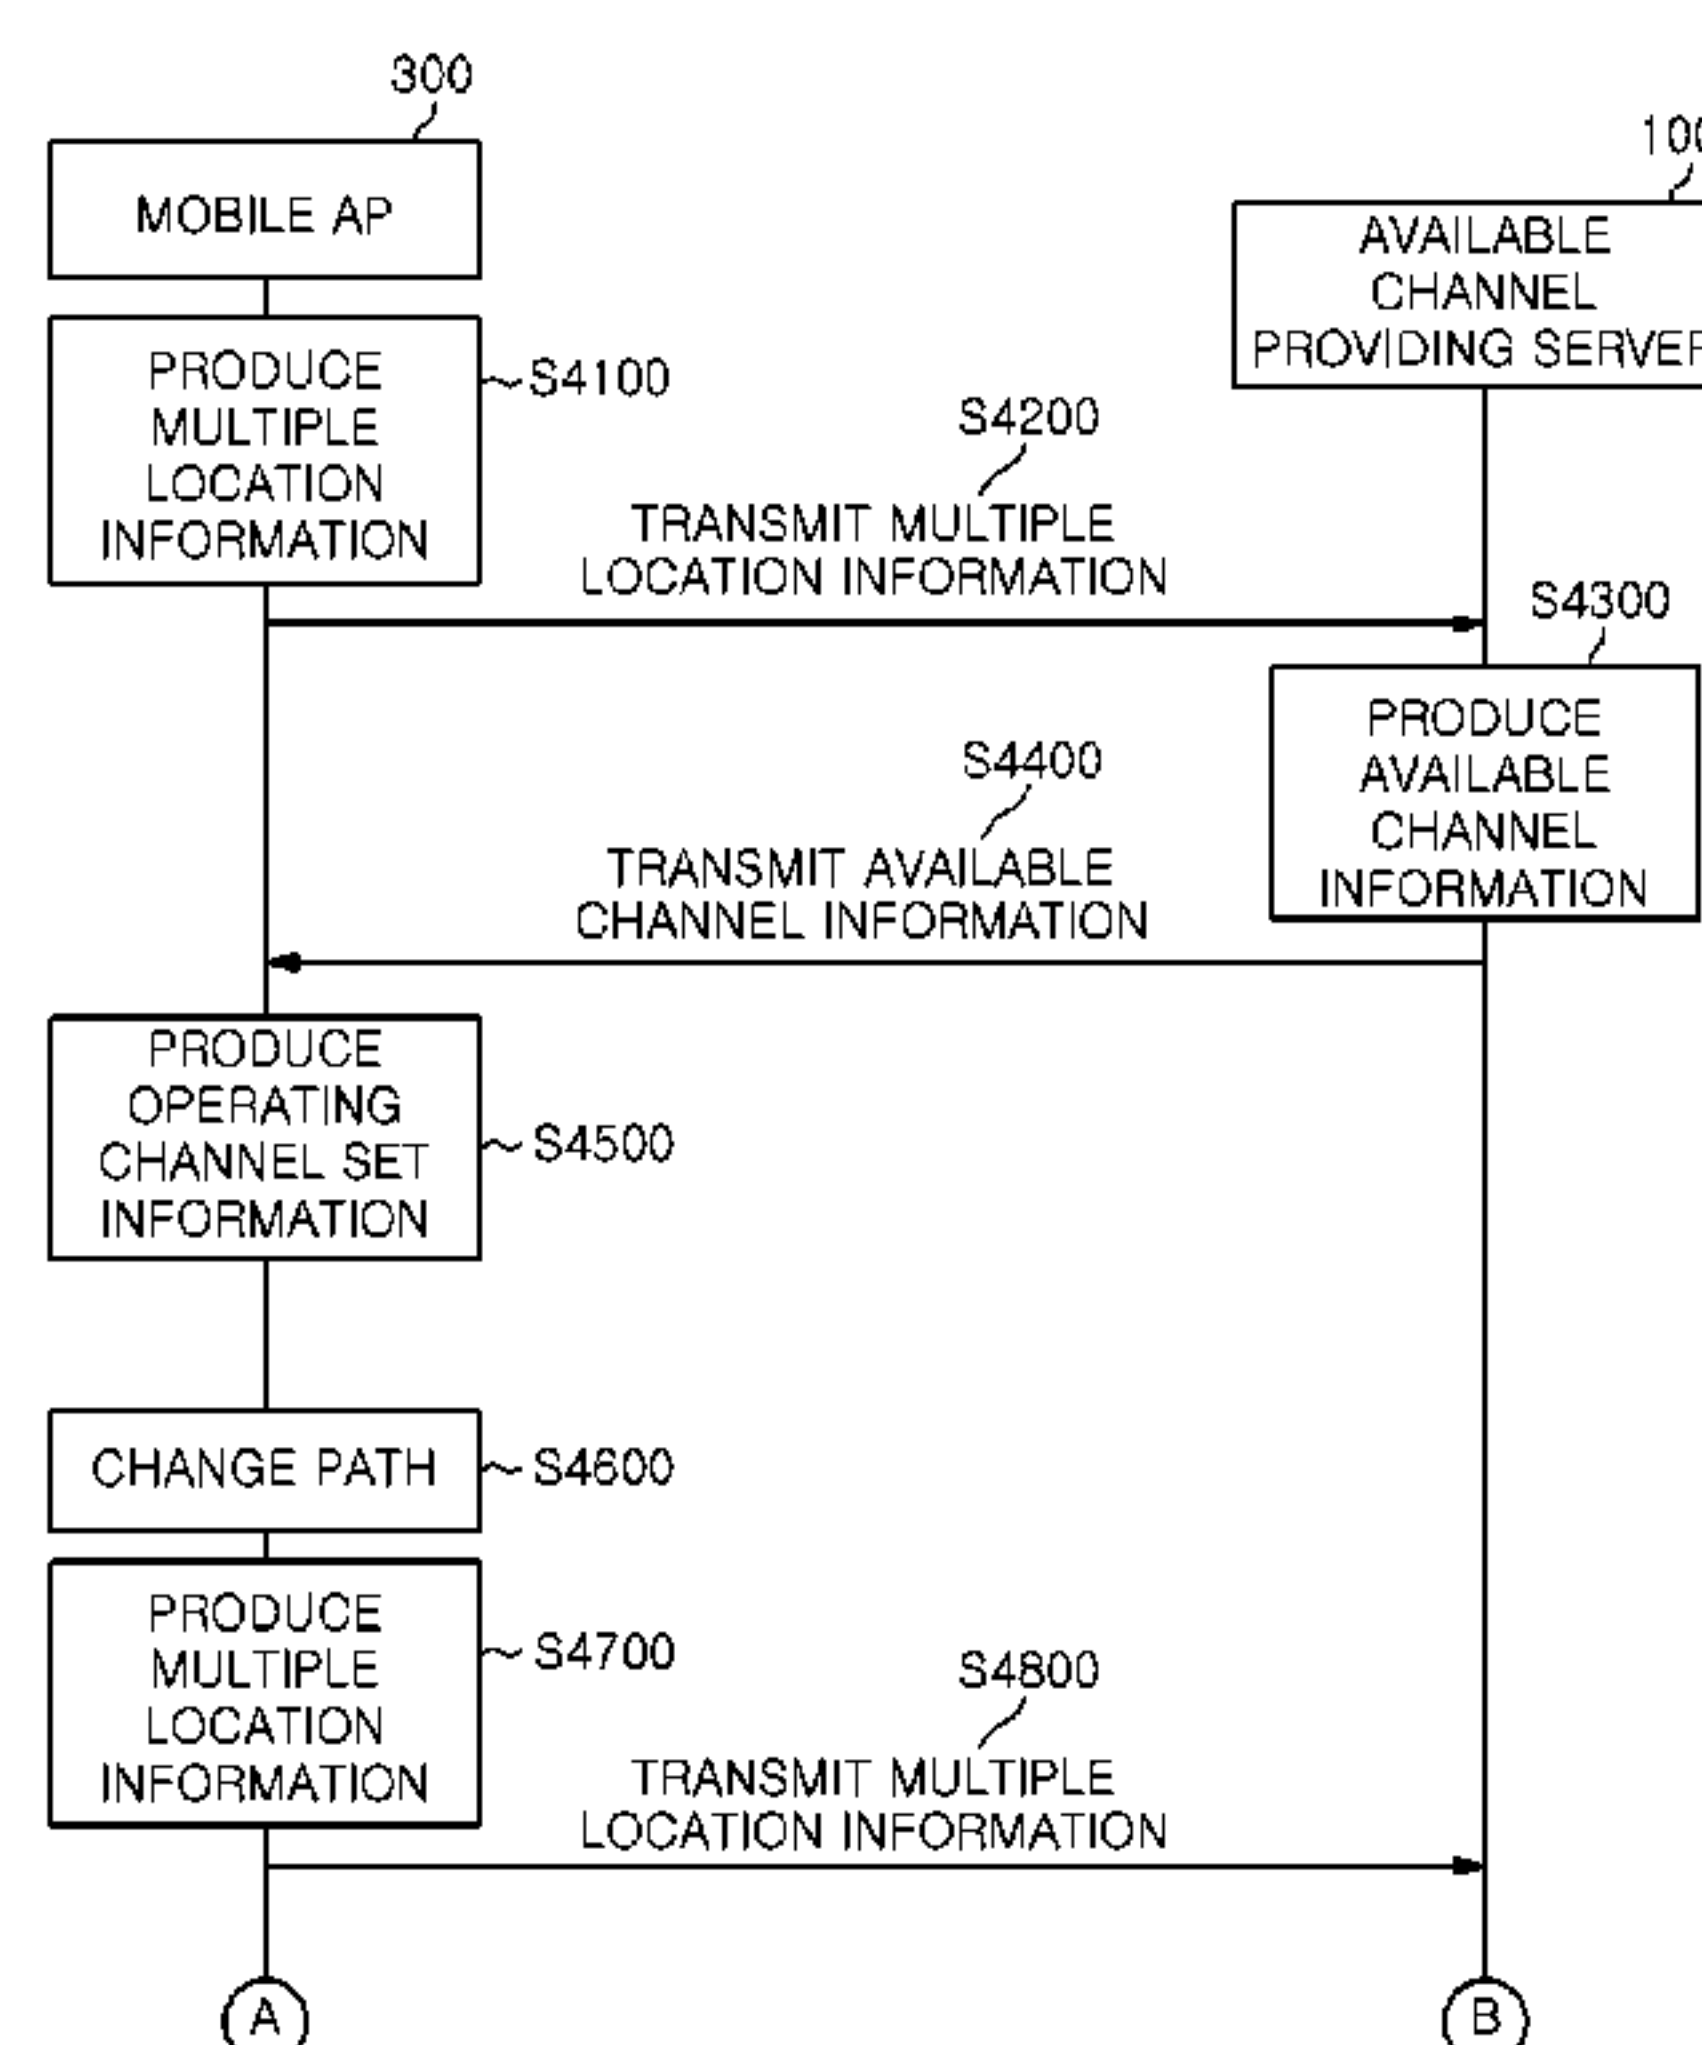 300
MOBILE AP
100
AVAILABLE
CHANNEL
PROVIDING SERVER
PRODUCE
MULTIPLE
LOCATION
INFORMATION
S4100
S4200
TRANSMIT MULTIPLE
LOCATION INFORMATION
S4300
PRODUCE
AVAILABLE
CHANNEL
INFORMATION
S4400
TRANSMIT AVAILABLE
CHANNEL INFORMATION
PRODUCE
OPERATING
CHANNEL SET
INFORMATION
S4500
CHANGE PATH
S4600
PRODUCE
MULTIPLE
LOCATION
INFORMATION
S4700
S4800
TRANSMIT MULTIPLE
LOCATION INFORMATION
A
B